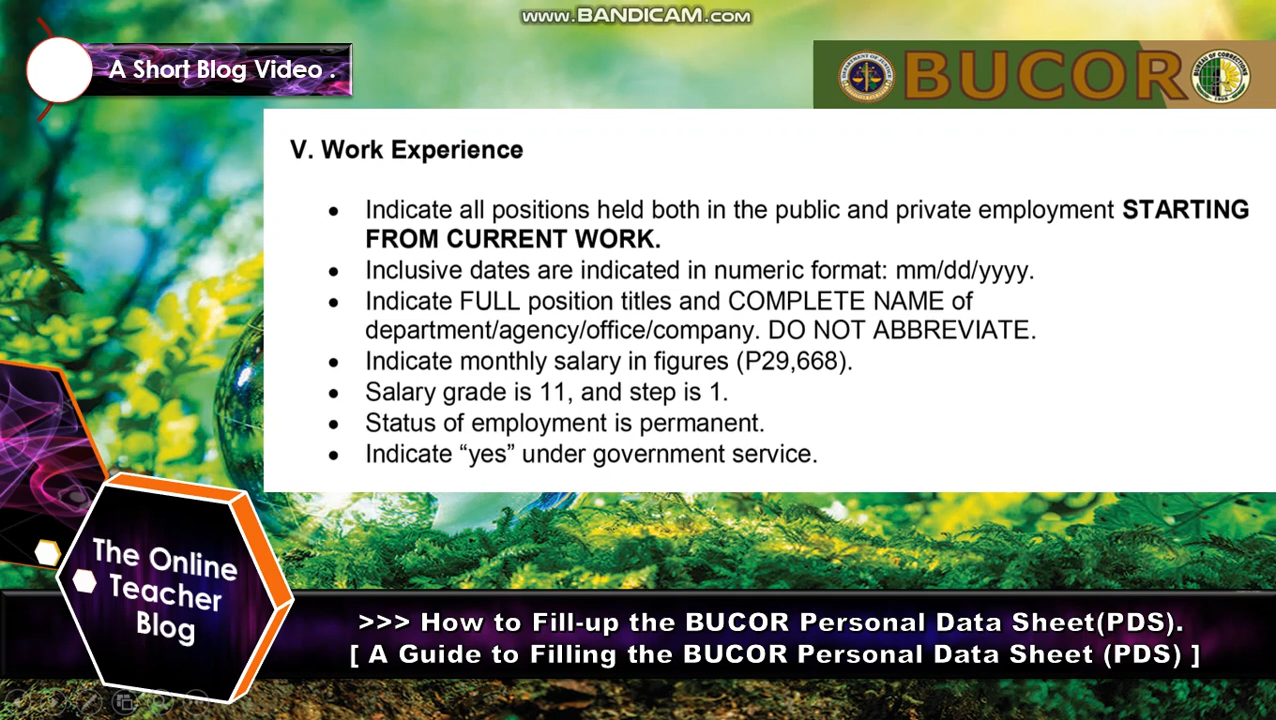 www.BANDICAM.com
A Short Blog Video .
BUCOR
V. Work Experience
• Indicate all positions held both in the public and private employment STARTING
FROM CURRENT WORK.
• Inclusive dates are indicated in numeric format: mm/dd/yyyy.
• Indicate FULL position titles and COMPLETE NAME of
department/agency/office/company. DO NOT ABBREVIATE.
• Indicate monthly salary in figures (P29,668).
• Salary grade is 11, and step is 1.
• Status of employment is permanent.
• Indicate “yes” under government service.
The Online
Teacher
Blog
>>> How to Fill-up the BUCOR Personal Data Sheet(PDS).
[ A Guide to Filling the BUCOR Personal Data Sheet (PDS) ]